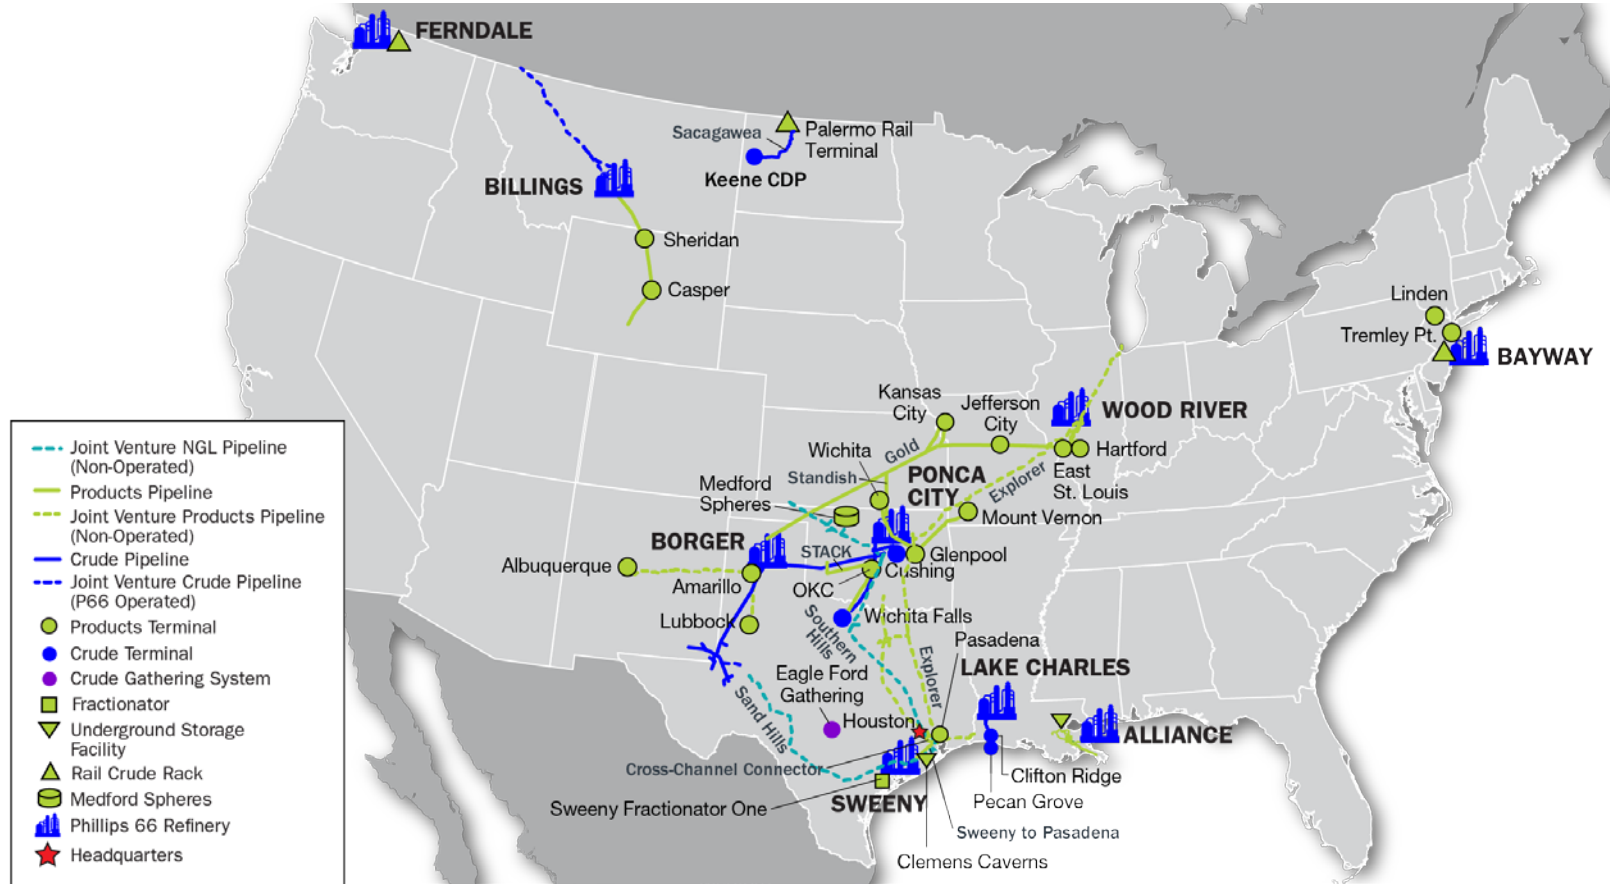 FERNDALE
Sacagawea
Palermo Rail
Terminal
Keene CDP
BILLINGS
Sheridan
Casper
Linden
Tremley Pt.
BAYWAY
Kansas
City
Jefferson
City
WOOD RIVER
Wichita
Gold
Hartford
East
St. Louis
Standish
PONCA
CITY
Explorer
Medford
Spheres
Mount Vernon
BORGER
STACK
Glenpool
Albuquerque
Amarillo
OKC
Cushing
Lubbock
Wichita Falls
Southern
Hills
Pasadena
Explorer
LAKE CHARLES
Eagle Ford
Gathering
Sand Hills
Houston
ALLIANCE
Cross-Channel Connector
Clifton Ridge
Pecan Grove
Sweeny Fractionator One
SWEENY
Sweeny to Pasadena
Clemens Caverns
Joint Venture NGL Pipeline
(Non-Operated)
Products Pipeline
Joint Venture Products Pipeline
(Non-Operated)
Crude Pipeline
Joint Venture Crude Pipeline
(P66 Operated)
Products Terminal
Crude Terminal
Crude Gathering System
Fractionator
Underground Storage
Facility
Rail Crude Rack
Medford Spheres
Phillips 66 Refinery
Headquarters